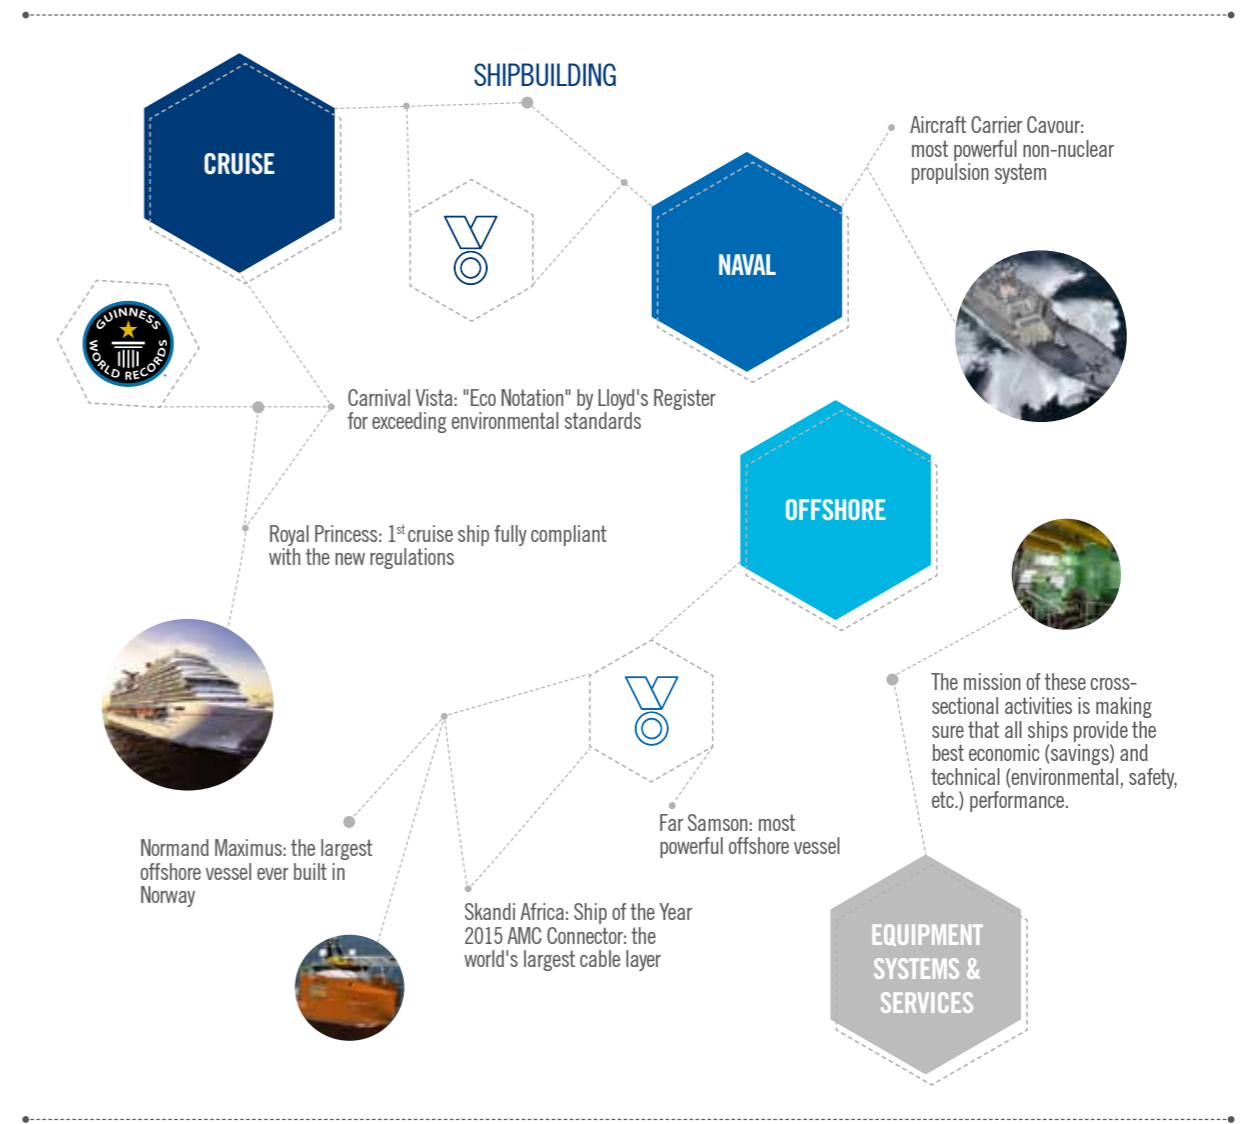 SHIPBUILDING
CRUISE
NAVAL
Aircraft Carrier Cavour:
most powerful non-nuclear
propulsion system
GUINNESS
WORLD RECORDS
Carnival Vista: "Eco Notation" by Lloyd's Register
for exceeding environmental standards
OFFSHORE
Royal Princess: 1st cruise ship fully compliant
with the new regulations
The mission of these cross-
sectional activities is making
sure that all ships provide the
best economic (savings) and
technical (environmental, safety,
etc.) performance.
Far Samson: most
powerful offshore vessel
Normand Maximus: the largest
offshore vessel ever built in
Norway
Skandi Africa: Ship of the Year
2015 AMC Connector: the
world's largest cable layer
EQUIPMENT
SYSTEMS &
SERVICES